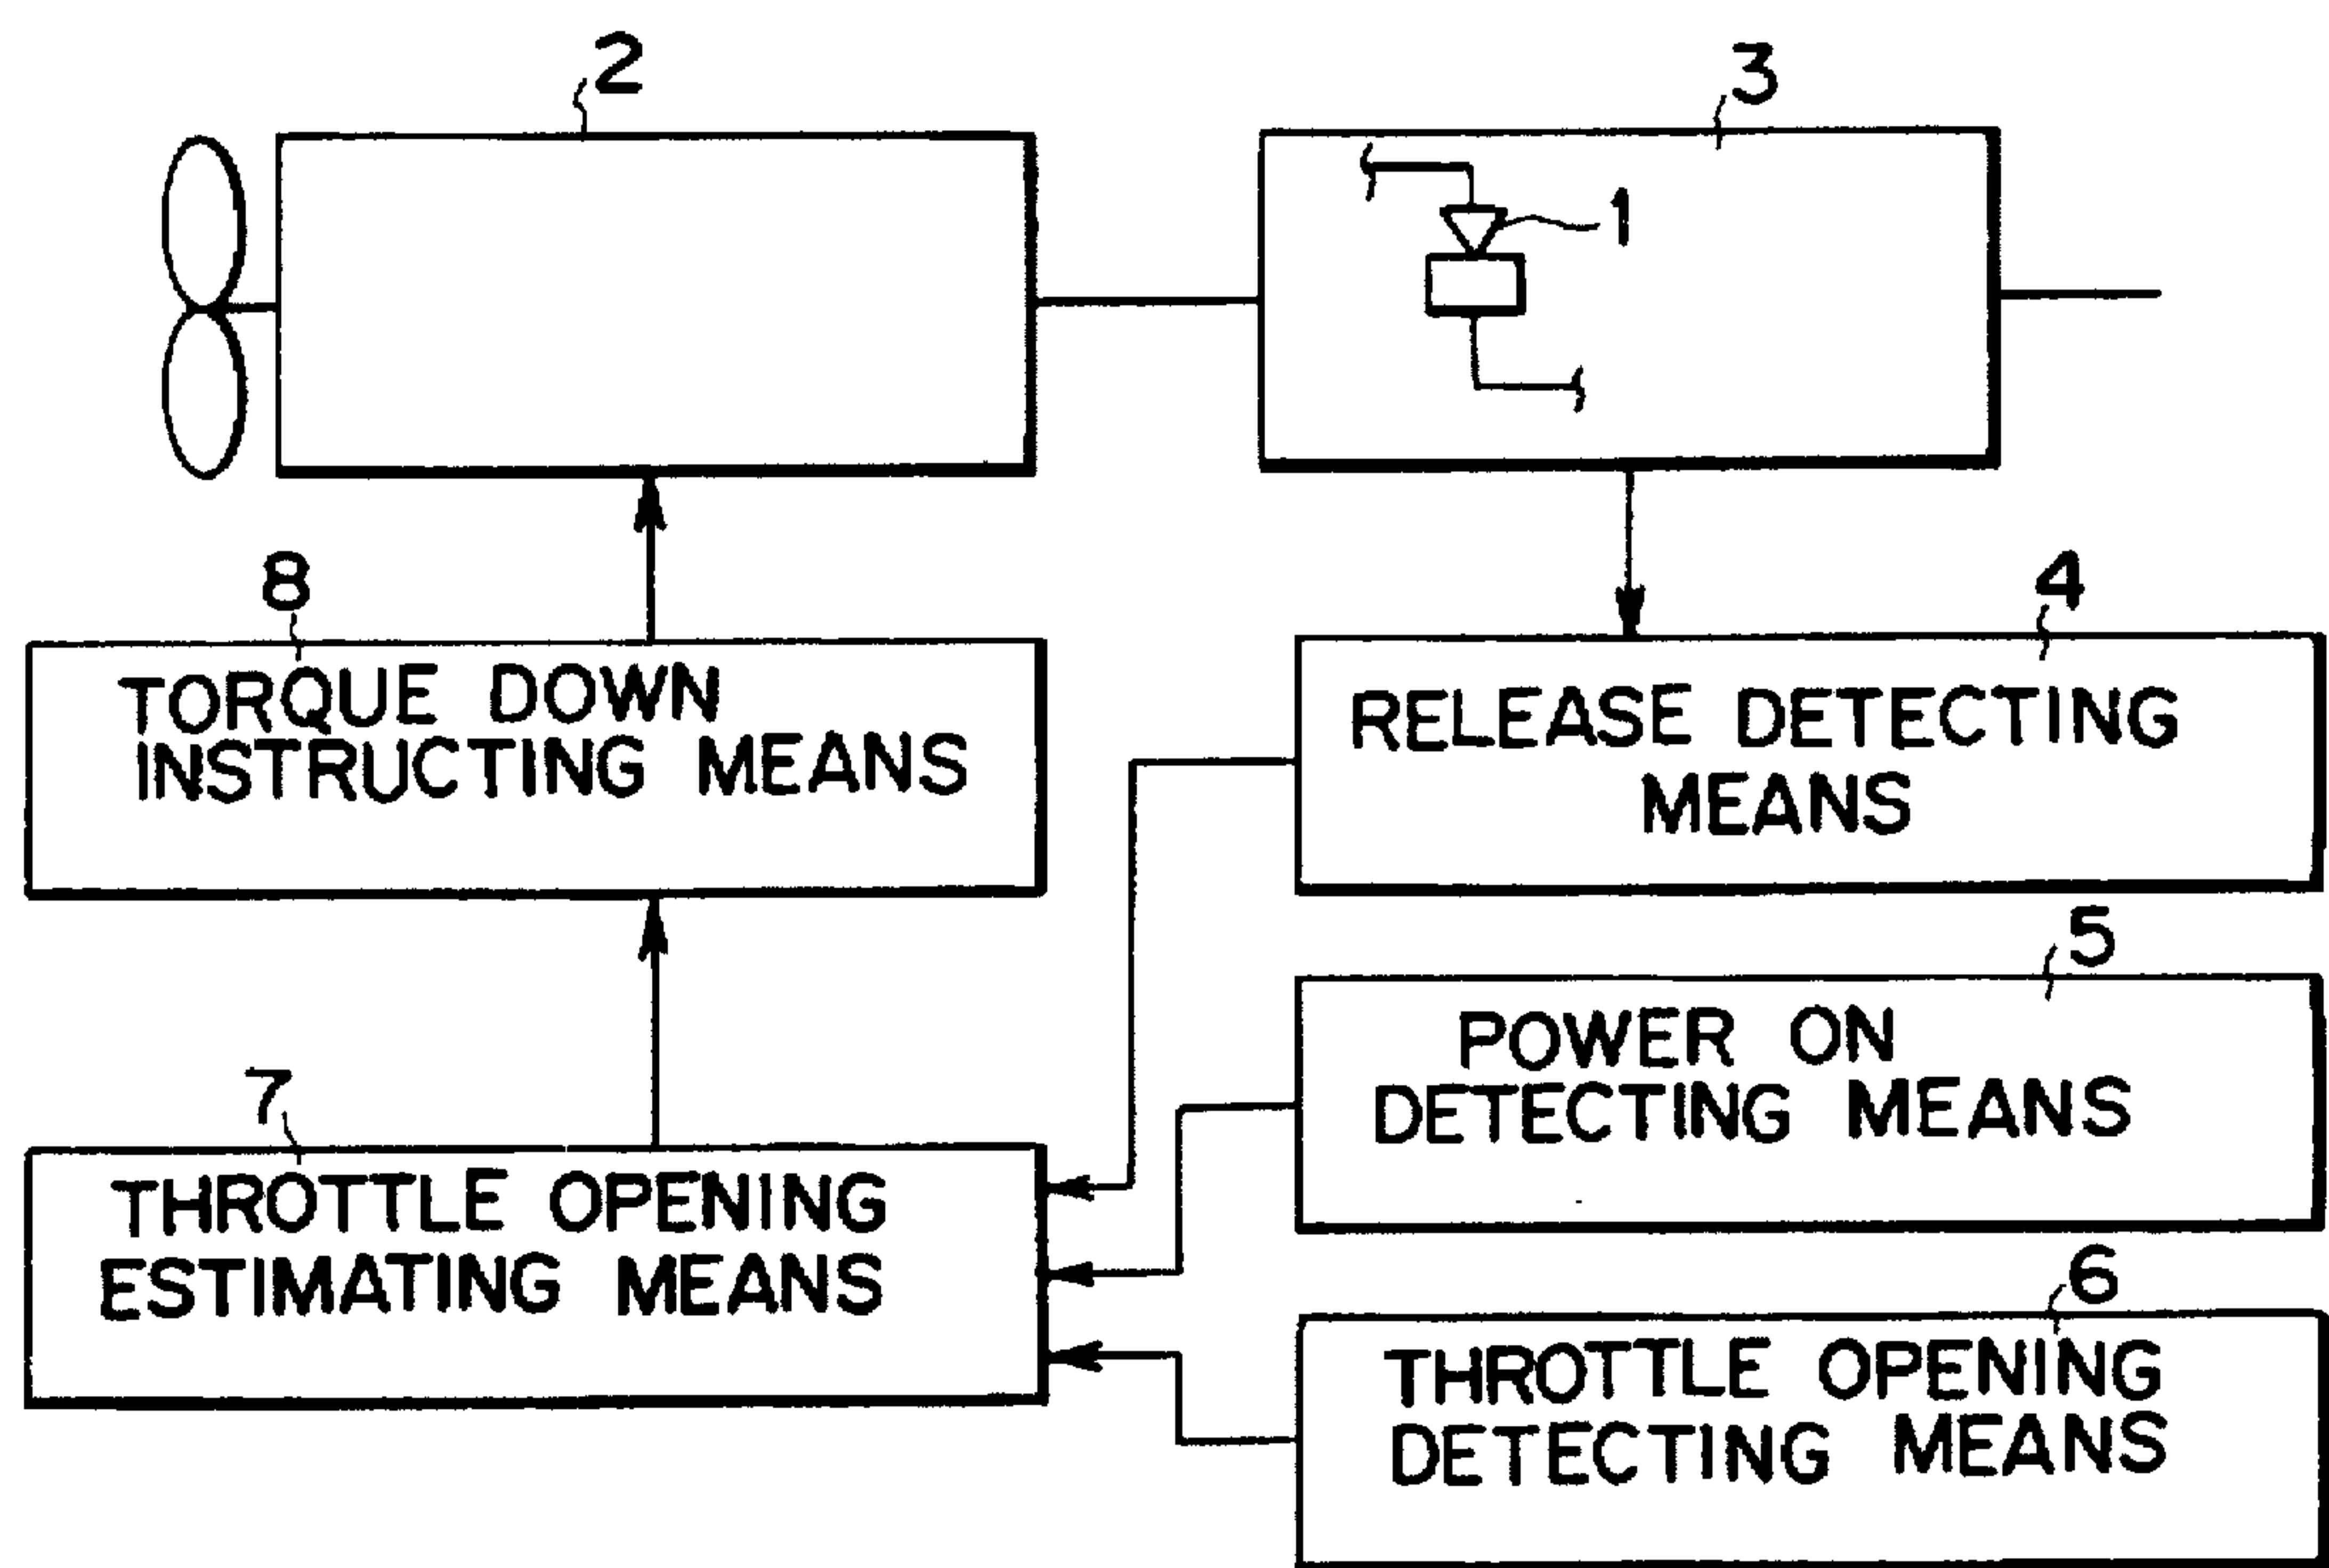 2
3
1
8
TORQUE DOWN
INSTRUCTING MEANS
4
RELEASE DETECTING
MEANS
5
POWER ON
DETECTING MEANS
7
THROTTLE OPENING
ESTIMATING MEANS
6
THROTTLE OPENING
DETECTING MEANS